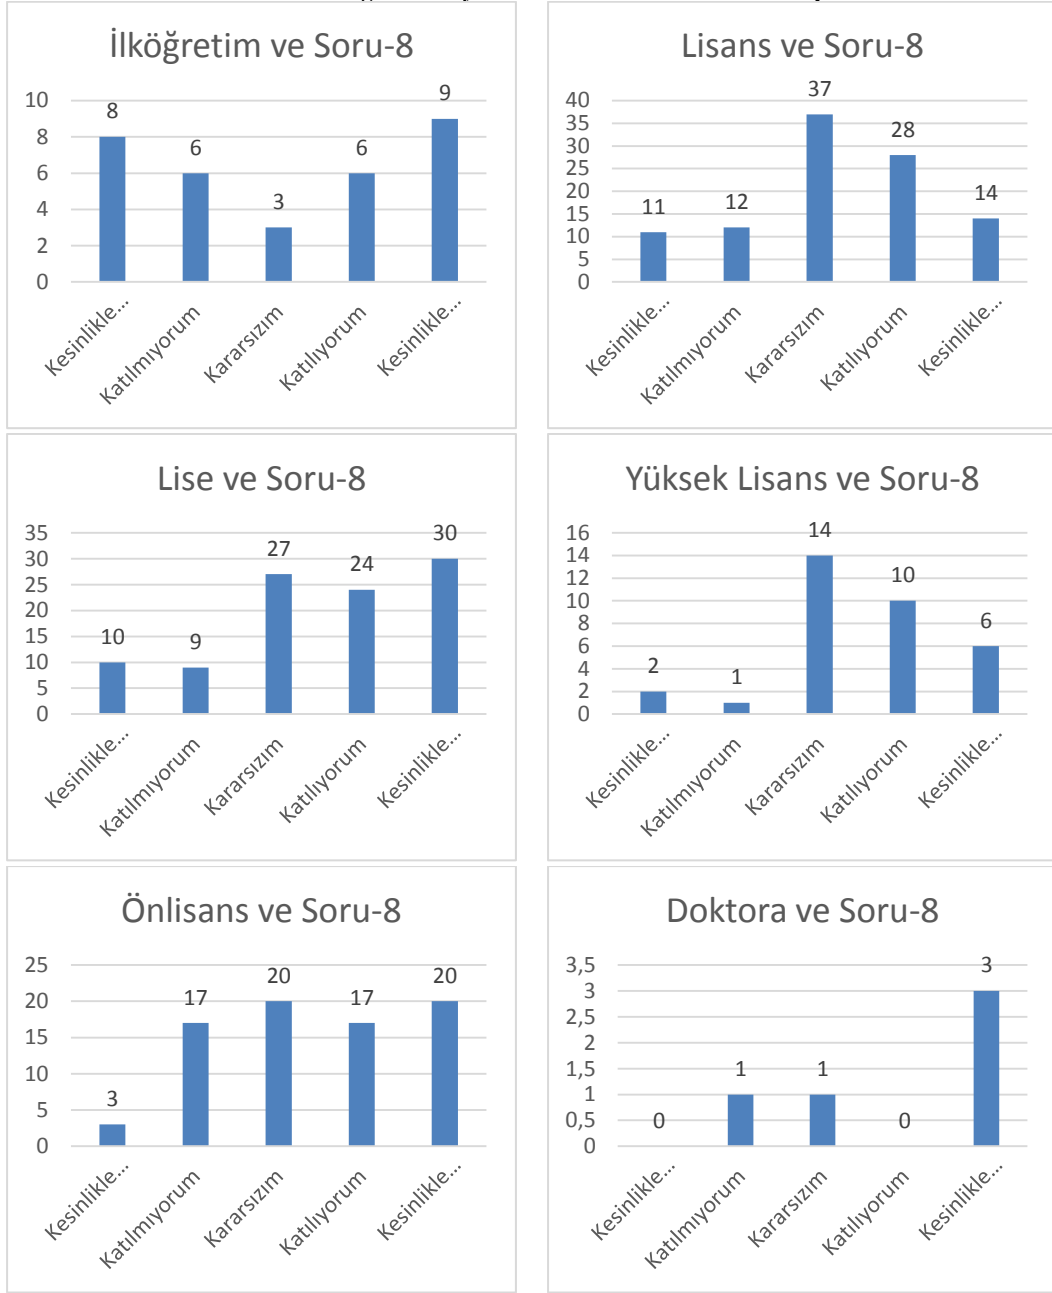 İlköğretim ve Soru-8
10
8
6
4
2
0
8
6
3
6
9
Kesinlikle...
Katılmıyorum
Kararsızım
Katılıyorum
Kesinlikle...
Lisans ve Soru-8
40
35
30
25
20
15
10
5
0
11
12
37
28
14
Kesinlikle...
Katılmıyorum
Kararsızım
Katılıyorum
Kesinlikle...
Lise ve Soru-8
35
30
25
20
15
10
5
0
10
9
27
24
30
Kesinlikle...
Katılmıyorum
Kararsızım
Katılıyorum
Kesinlikle...
Yüksek Lisans ve Soru-8
16
14
12
10
8
6
4
2
0
2
1
14
10
6
Kesinlikle...
Katılmıyorum
Kararsızım
Katılıyorum
Kesinlikle...
Önlisans ve Soru-8
25
20
15
10
5
0
3
17
20
17
20
Kesinlikle...
Katılmıyorum
Kararsızım
Katılıyorum
Kesinlikle...
Doktora ve Soru-8
3,5
3
2,5
2
1,5
1
0,5
0
0
1
1
0
3
Kesinlikle...
Katılmıyorum
Kararsızım
Katılıyorum
Kesinlikle...